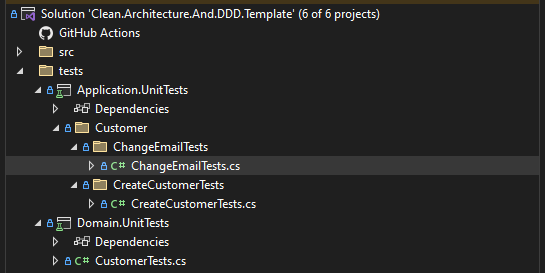 Solution 'Clean.Architecture.And.DDD.Template' (6 of 6 projects)
GitHub Actions
src
tests
Application.UnitTests
Dependencies
Customer
ChangeEmailTests
C# ChangeEmailTests.cs
CreateCustomerTests
C# CreateCustomerTests.cs
Domain.UnitTests
Dependencies
C# CustomerTests.cs